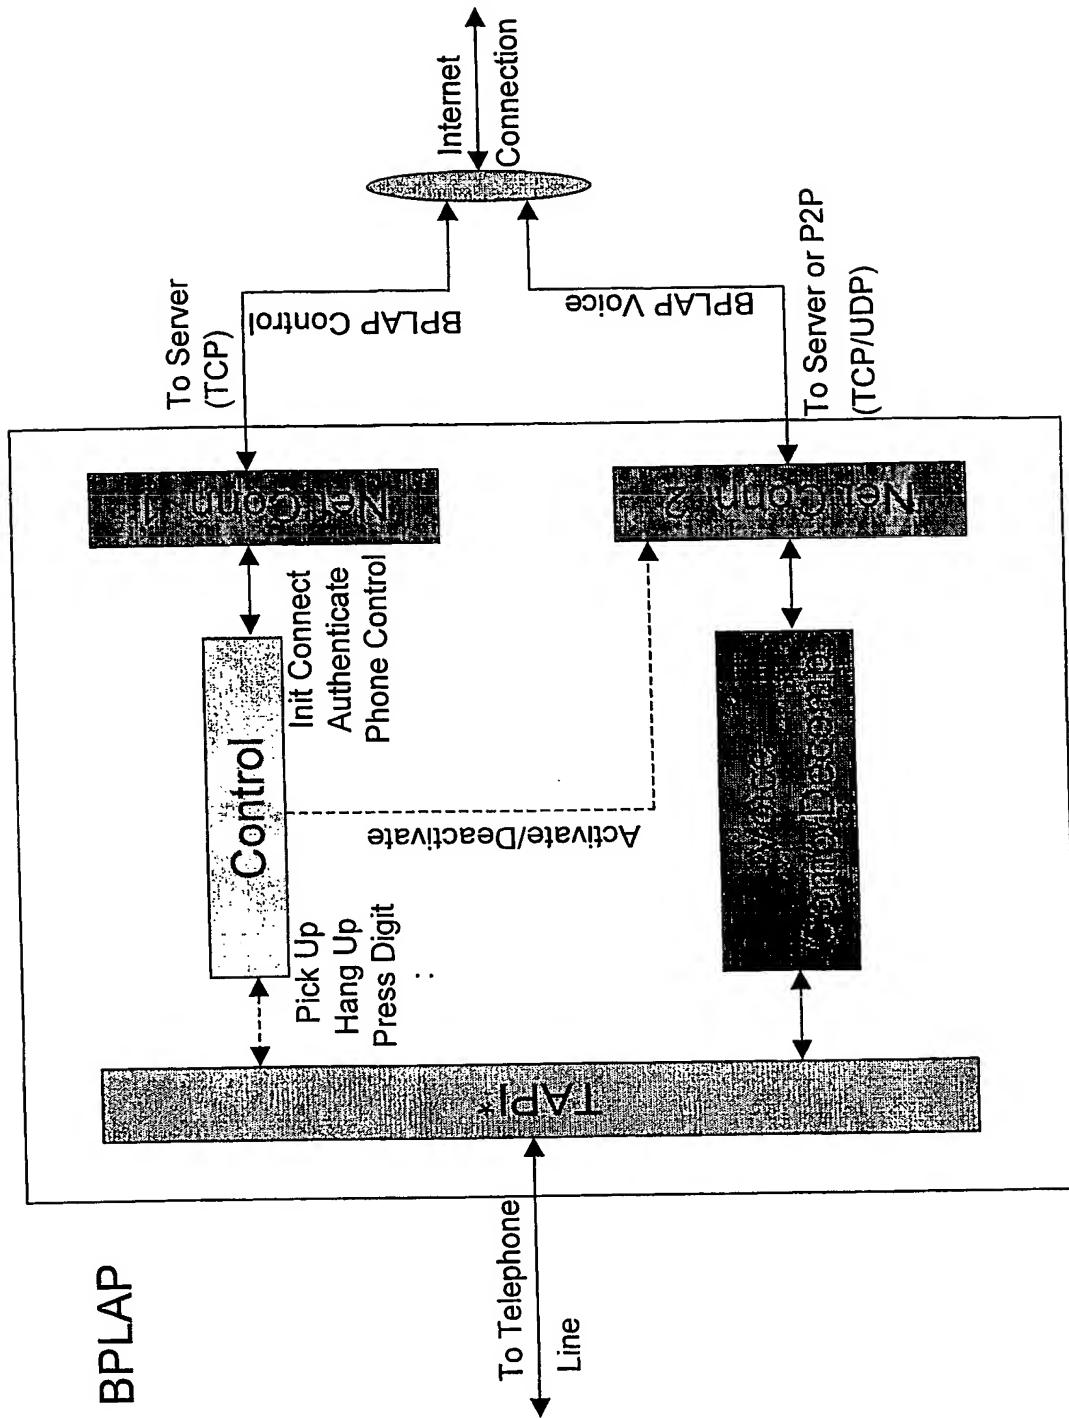 BPLAP
To Telephone
Line
TAPI*
Pick Up
Hang Up
Press Digit
:
Control
Init Connect
Authenticate
Phone Control
Activate/Deactivate
Voice
Net Conn 1
Net Conn 2
To Server
(TCP)
BPLAP Control
BPLAP Voice
To Server or P2P
(TCP/UDP)
Internet
Connection